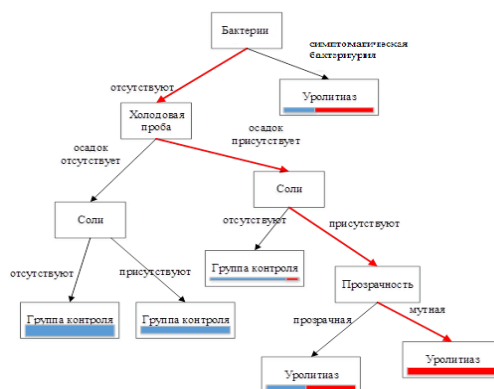 Бактерии
симптоматическая
бактериурия
отсутствуют
Уролитиаз
Холодовая
проба
осадок
отсутствует
осадок
присутствует
Соли
Соли
отсутствуют
присутствуют
отсутствуют
присутствуют
Группа контроля
Прозрачность
Группа контроля
Группа контроля
прозрачная
мутная
Уролитиаз
Уролитиаз